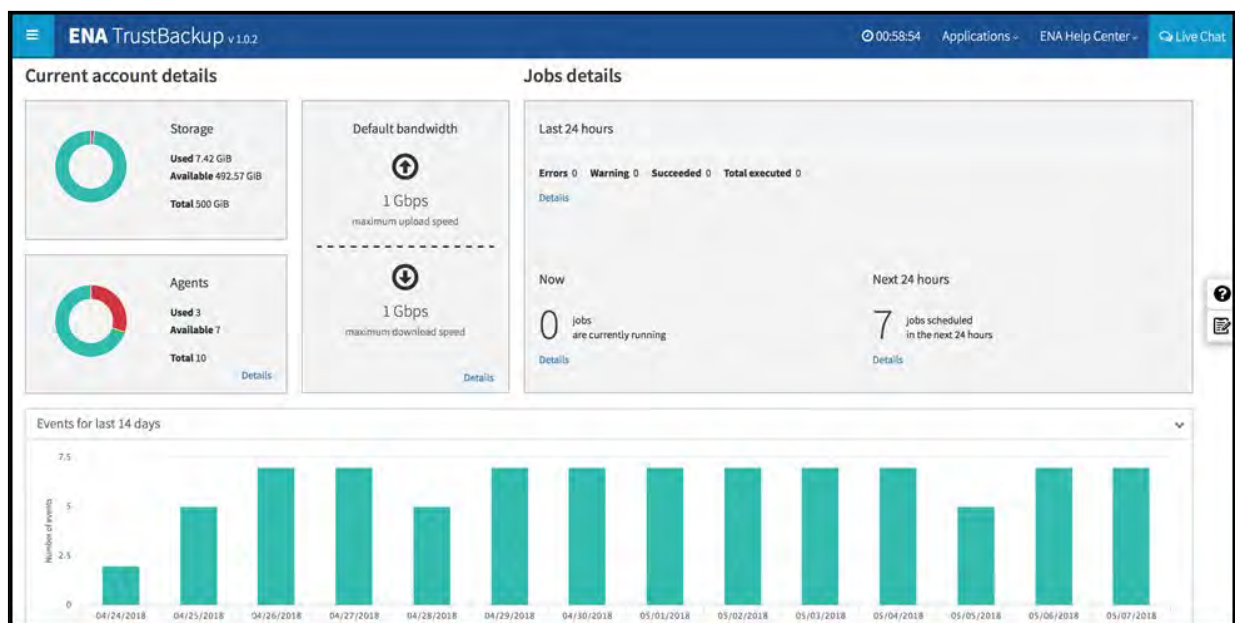 ENA TrustBackup v 1.0.2
00:58:54 Applications ENA Help Center Live Chat
Current account details
Storage
Used 7.42 GiB
Available 492.57 GiB
Total 500 GiB
Agents
Used 3
Available 7
Total 10
Details
Default bandwidth
1 Gbps
maximum upload speed
1 Gbps
maximum download speed
Details
Jobs details
Last 24 hours
Errors 0 Warning 0 Succeeded 0 Total executed 0
Details
Now
0 jobs
are currently running
Details
Next 24 hours
7 jobs scheduled
in the next 24 hours
Details
Events for last 14 days
Number of events
7.5
5
2.5
0
04/24/2018 04/25/2018 04/26/2018 04/27/2018 04/28/2018 04/29/2018 04/30/2018 05/01/2018 05/02/2018 05/03/2018 05/04/2018 05/05/2018 05/06/2018 05/07/2018